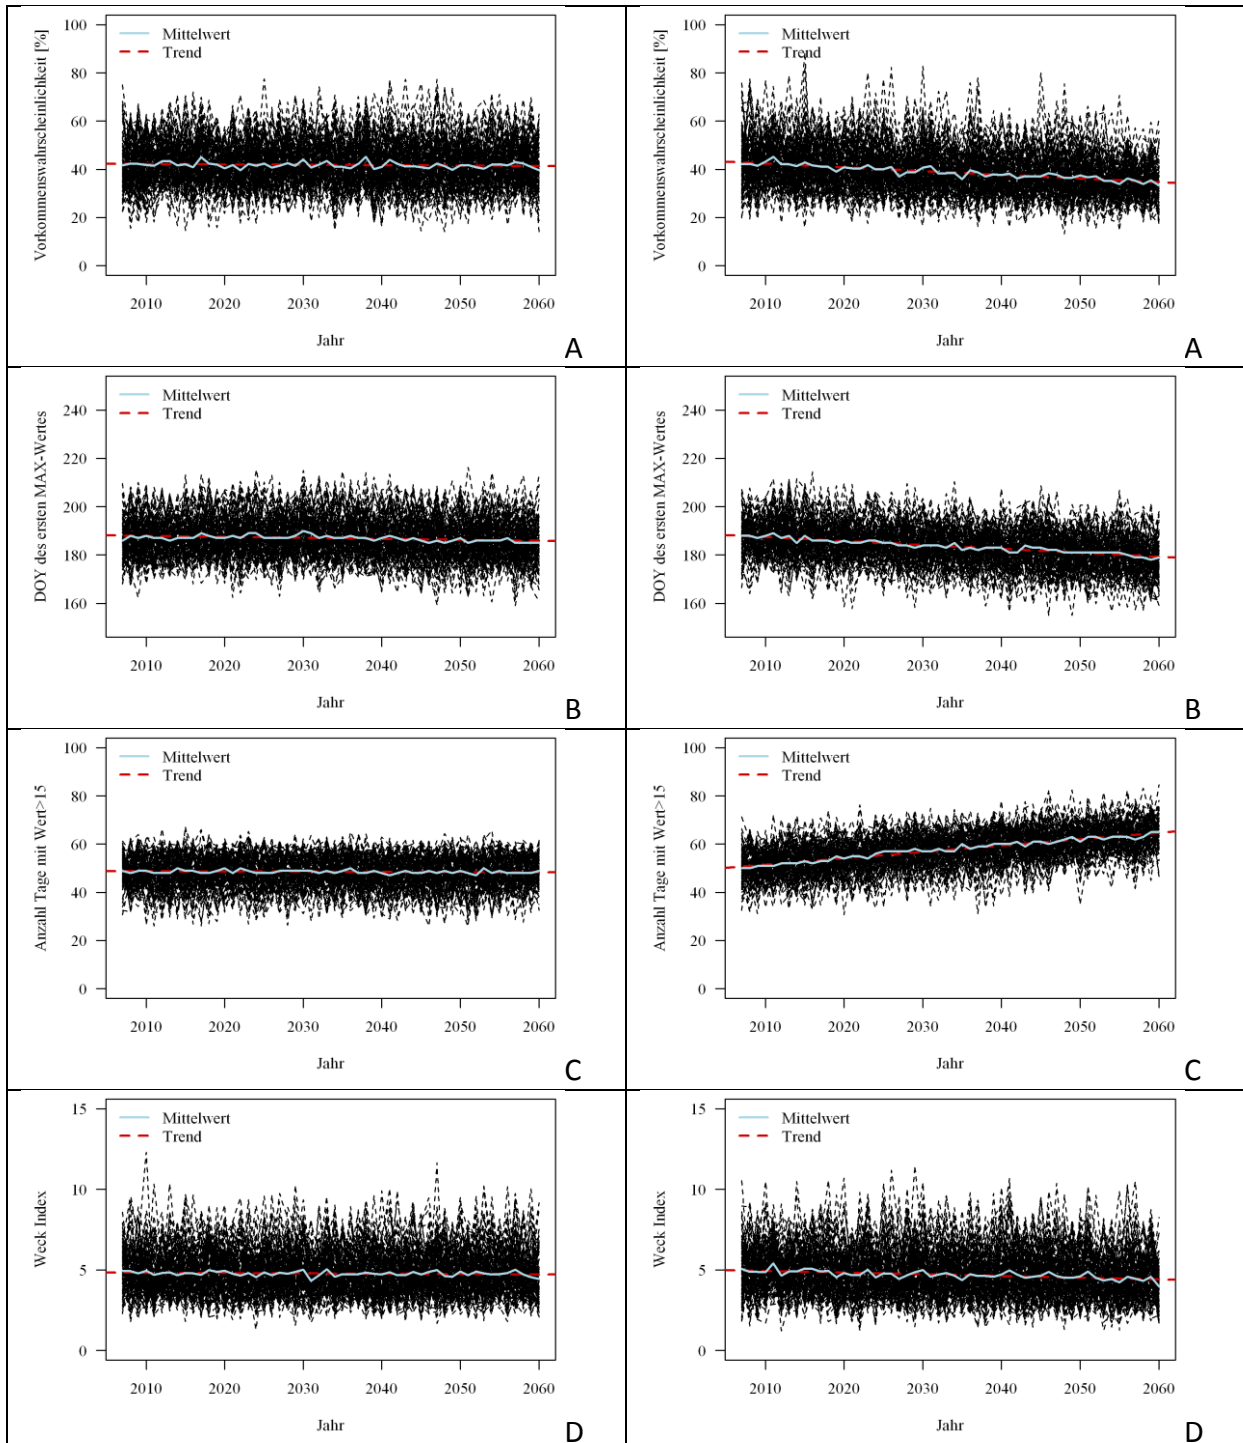 Vorkommenswahrscheinlichkeit [%]
100
80
60
40
20
0
Mittelwert
Trend
2010 2020 2030 2040 2050 2060
Jahr
A
Vorkommenswahrscheinlichkeit [%]
100
80
60
40
20
0
Mittelwert
Trend
2010 2020 2030 2040 2050 2060
Jahr
A
DOY des ersten MAX-Wertes
240
220
200
180
160
Mittelwert
Trend
2010 2020 2030 2040 2050 2060
Jahr
B
DOY des ersten MAX-Wertes
240
220
200
180
160
Mittelwert
Trend
2010 2020 2030 2040 2050 2060
Jahr
B
Anzahl Tage mit Wert>15
100
80
60
40
20
0
Mittelwert
Trend
2010 2020 2030 2040 2050 2060
Jahr
C
Anzahl Tage mit Wert>15
100
80
60
40
20
0
Mittelwert
Trend
2010 2020 2030 2040 2050 2060
Jahr
C
Weck Index
15
10
5
0
Mittelwert
Trend
2010 2020 2030 2040 2050 2060
Jahr
D
Weck Index
15
10
5
0
Mittelwert
Trend
2010 2020 2030 2040 2050 2060
Jahr
D